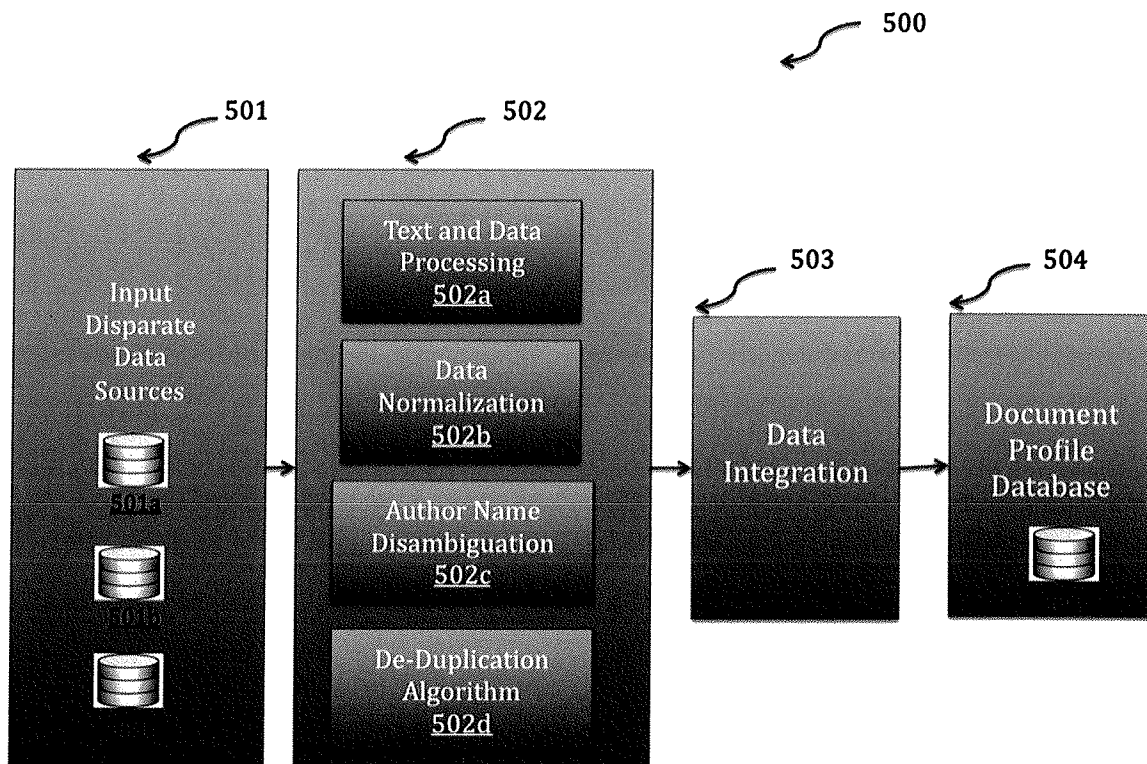 500
501
502
503
504
Input
Disparate
Data
Sources
501a
501b
Text and Data
Processing
502a
Data
Normalization
502b
Author Name
Disambiguation
502c
De-Duplication
Algorithm
502d
Data
Integration
Document
Profile
Database